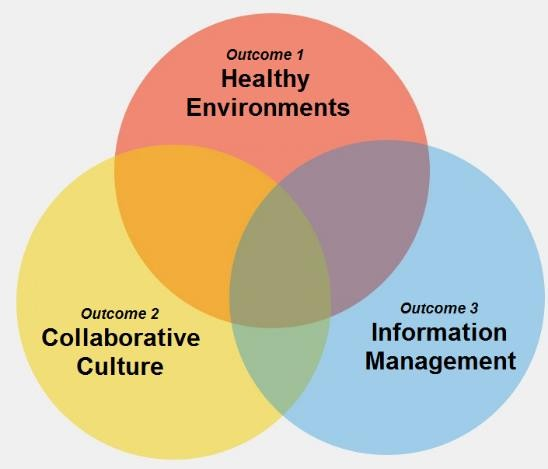 Outcome 1
Healthy
Environments
Outcome 2
Collaborative
Culture
Outcome 3
Information
Management